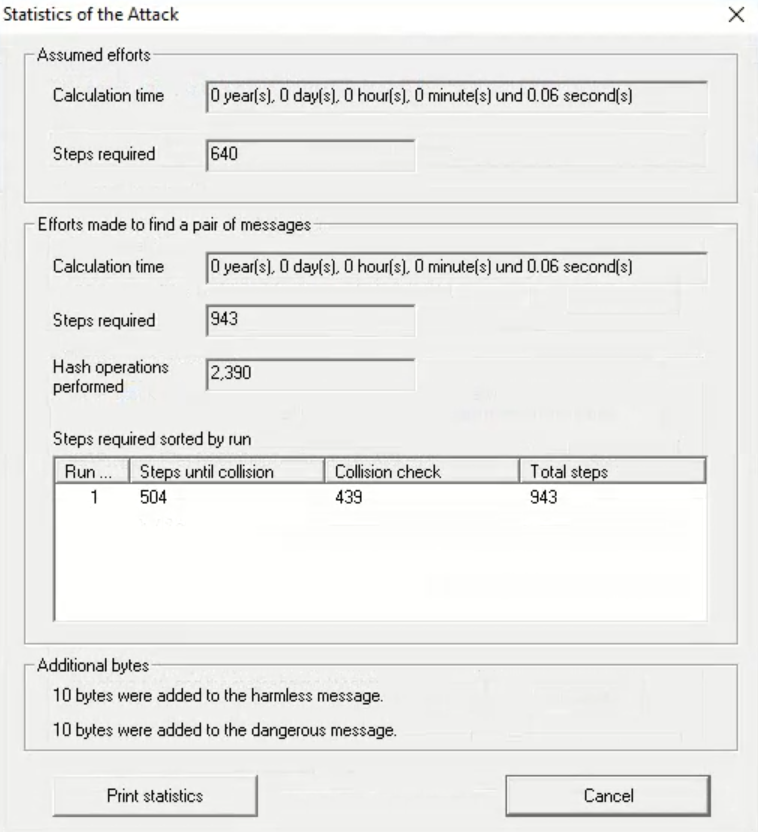 Statistics of the Attack
Assumed efforts
Calculation time 0 year(s), 0 day(s), 0 hour(s), 0 minute(s) und 0.06 second(s)
Steps required 640
Efforts made to find a pair of messages
Calculation time 0 year(s), 0 day(s), 0 hour(s), 0 minute(s) und 0.06 second(s)
Steps required 943
Hash operations
performed 2,390
Steps required sorted by run
Run ... Steps until collision Collision check Total steps
1 504 439 943
Additional bytes
10 bytes were added to the harmless message.
10 bytes were added to the dangerous message.
Print statistics Cancel